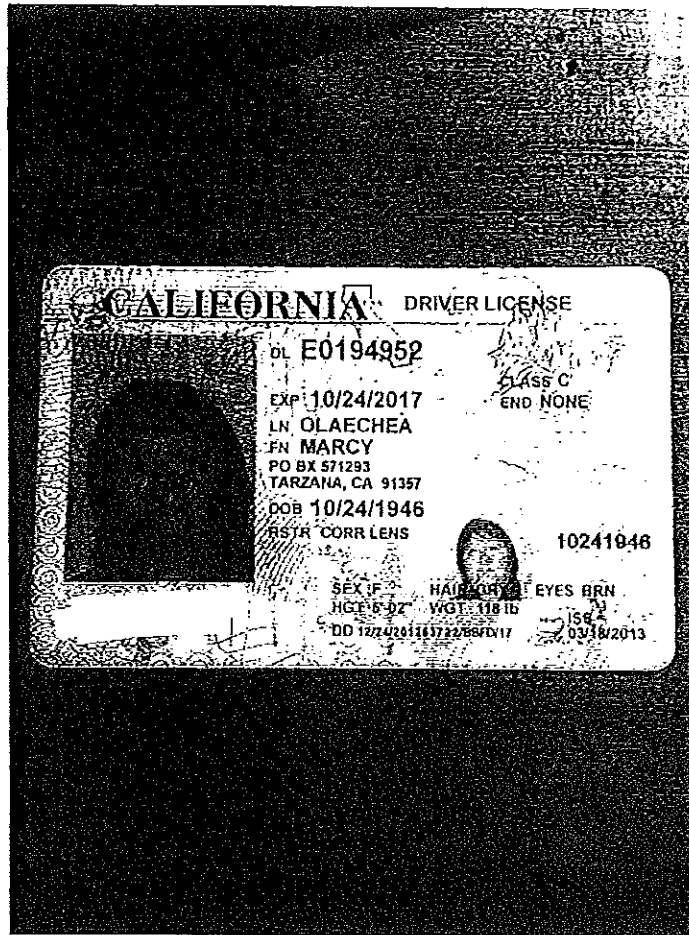 CALIFORNIA DRIVER LICENSE
DL E0194952
CLASS C
EXP 10/24/2017 END NONE
LN OLAECHEA
FN MARCY
PO BX 571293
TARZANA, CA 91357
DOB 10/24/1946
RSTR CORR LENS
10241946
SEX F HAIR EYES BRN
HGT 5'-02" WGT 118 lb
ISS
DD 03/18/2013